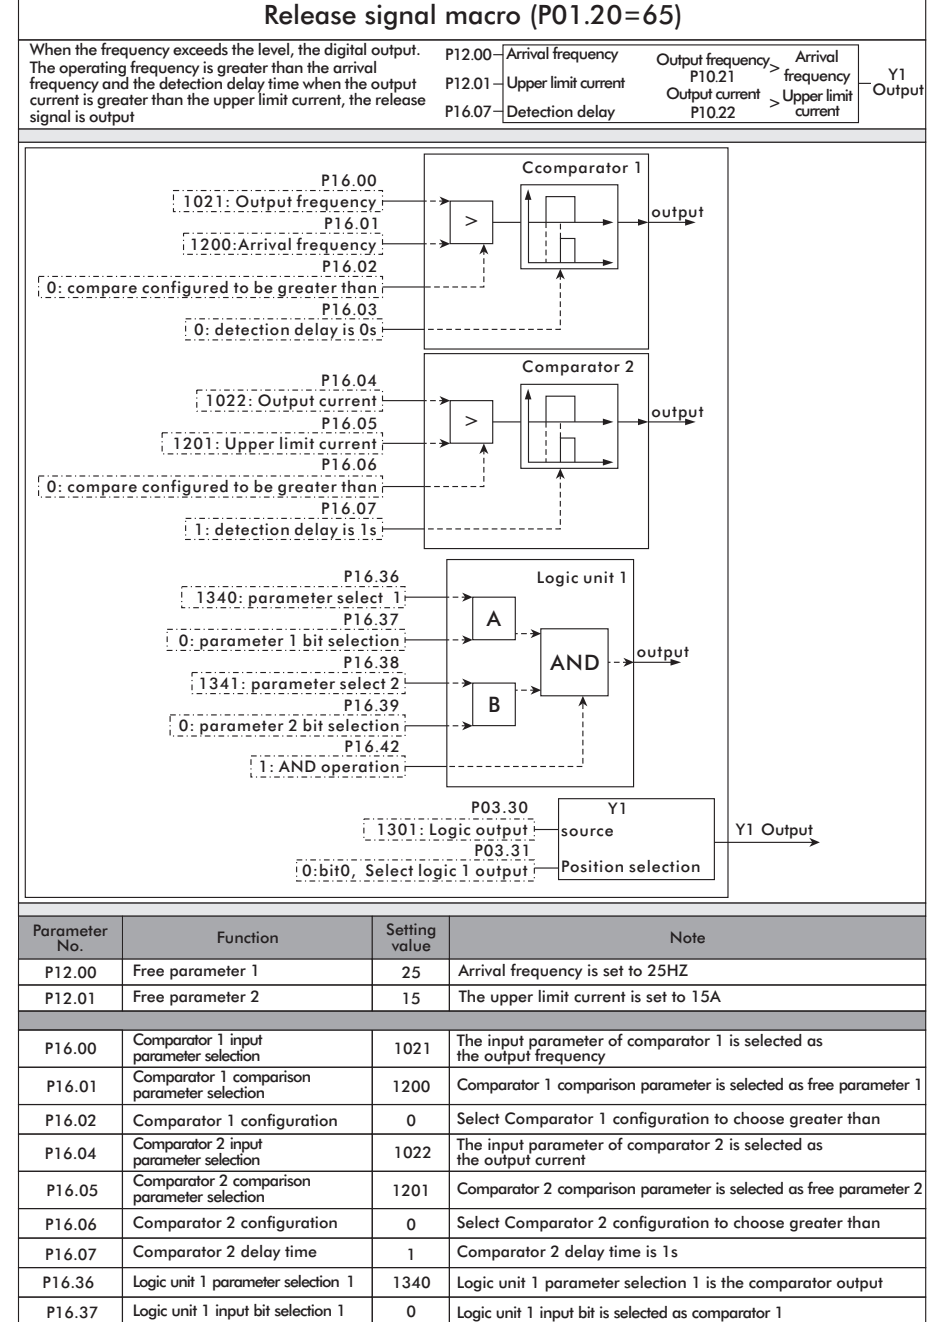 Release signal macro (P01.20=65)
When the frequency exceeds the level, the digital output.
The operating frequency is greater than the arrival
frequency and the detection delay time when the output
current is greater than the upper limit current, the release
signal is output
P12.00 Arrival frequency
P12.01 Upper limit current
P16.07 Detection delay
Output frequency > Arrival
P10.21 frequency
Output current > Upper limit
P10.22 current
Y1
Output
Ccomparator 1
P16.00
1021: Output frequency
P16.01
1200:Arrival frequency
P16.02
0: compare configured to be greater than
P16.03
0: detection delay is 0s
>
output
Comparator 2
P16.04
1022: Output current
P16.05
1201: Upper limit current
P16.06
0: compare configured to be greater than
P16.07
1: detection delay is 1s
>
output
Logic unit 1
P16.36
1340: parameter select 1
P16.37
0: parameter 1 bit selection
P16.38
1341: parameter select 2
P16.39
0: parameter 2 bit selection
P16.42
1: AND operation
A
B
AND
output
P03.30
1301: Logic output
P03.31
0:bit0, Select logic 1 output
Y1
source
Position selection
Y1 Output
Parameter No. Function Setting value Note
P12.00 Free parameter 1 25 Arrival frequency is set to 25HZ
P12.01 Free parameter 2 15 The upper limit current is set to 15A
P16.00 Comparator 1 input parameter selection 1021 The input parameter of comparator 1 is selected as the output frequency
P16.01 Comparator 1 comparison parameter selection 1200 Comparator 1 comparison parameter is selected as free parameter 1
P16.02 Comparator 1 configuration 0 Select Comparator 1 configuration to choose greater than
P16.04 Comparator 2 input parameter selection 1022 The input parameter of comparator 2 is selected as the output current
P16.05 Comparator 2 comparison parameter selection 1201 Comparator 2 comparison parameter is selected as free parameter 2
P16.06 Comparator 2 configuration 0 Select Comparator 2 configuration to choose greater than
P16.07 Comparator 2 delay time 1 Comparator 2 delay time is 1s
P16.36 Logic unit 1 parameter selection 1 1340 Logic unit 1 parameter selection 1 is the comparator output
P16.37 Logic unit 1 input bit selection 1 0 Logic unit 1 input bit is selected as comparator 1